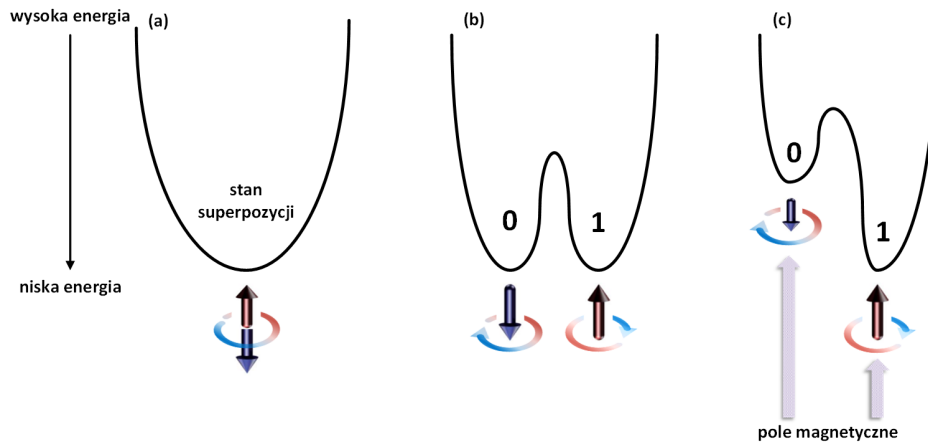 wysoka energia
(a)
(b)
(c)
stan
superpozycji
0
1
0
1
niska energia
pole magnetyczne